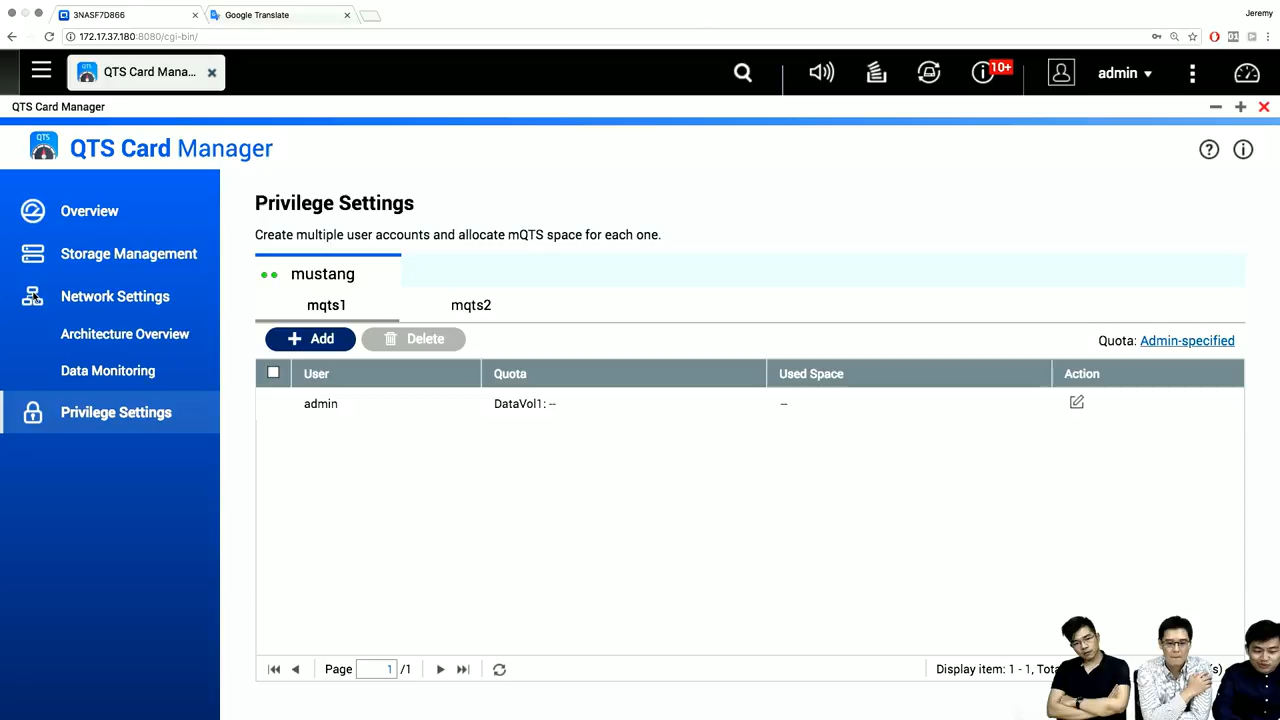 3NASF7D866
Google Translate
Jeremy
172.17.37.180:8080/cgi-bin/
QTS
QTS Card Mana...
10+
admin
QTS Card Manager
QTS
QTS Card Manager
Overview
Storage Management
Network Settings
Architecture Overview
Data Monitoring
Privilege Settings
Privilege Settings
Create multiple user accounts and allocate mQTS space for each one.
mustang
mqts1
mqts2
Add
Delete
Quota: Admin-specified
User
Quota
Used Space
Action
admin
DataVol1: --
--
Page 1 /1
Display item: 1 - 1,